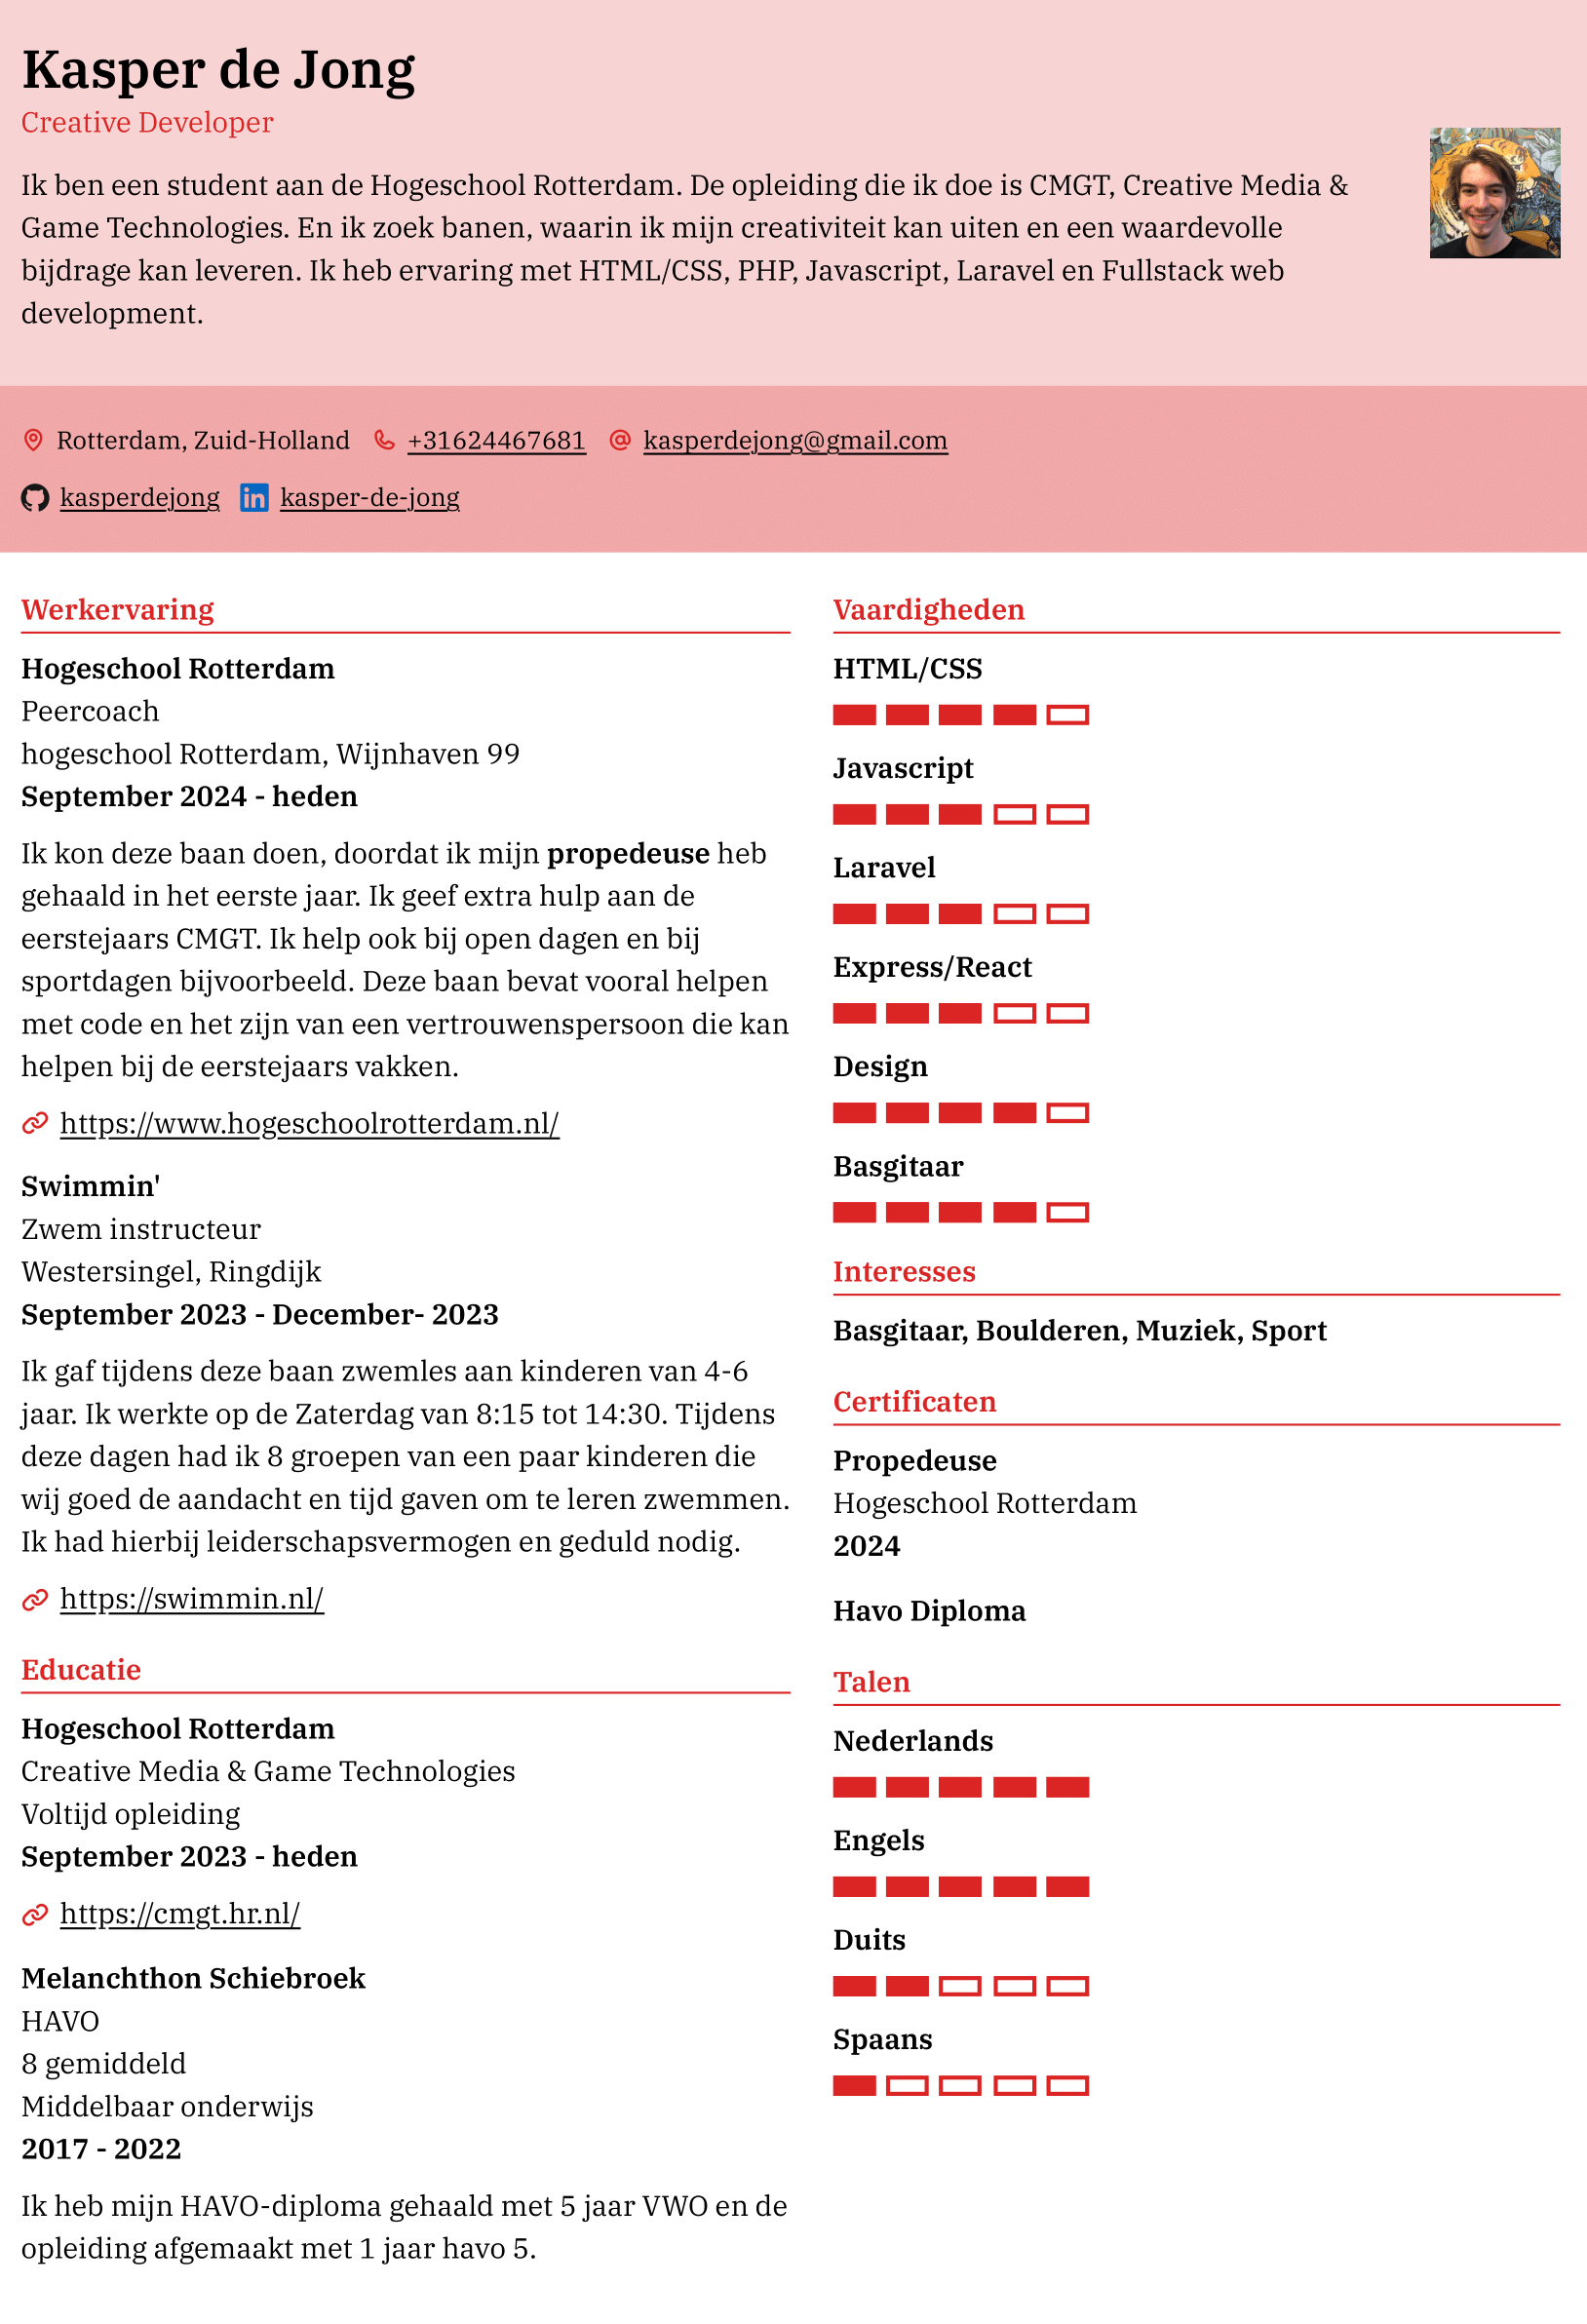 Kasper de Jong
Creative Developer
Ik ben een student aan de Hogeschool Rotterdam. De opleiding die ik doe is CMGT, Creative Media &
Game Technologies. En ik zoek banen, waarin ik mijn creativiteit kan uiten en een waardevolle
bijdrage kan leveren. Ik heb ervaring met HTML/CSS, PHP, Javascript, Laravel en Fullstack web
development.
Rotterdam, Zuid-Holland +31624467681 kasperdejong@gmail.com
kasperdejong kasper-de-jong
Werkervaring
Hogeschool Rotterdam
Peercoach
hogeschool Rotterdam, Wijnhaven 99
September 2024 - heden
Ik kon deze baan doen, doordat ik mijn propedeuse heb
gehaald in het eerste jaar. Ik geef extra hulp aan de
eerstejaars CMGT. Ik help ook bij open dagen en bij
sportdagen bijvoorbeeld. Deze baan bevat vooral helpen
met code en het zijn van een vertrouwenspersoon die kan
helpen bij de eerstejaars vakken.
https://www.hogeschoolrotterdam.nl/
Swimmin'
Zwem instructeur
Westersingel, Ringdijk
September 2023 - December- 2023
Ik gaf tijdens deze baan zwemles aan kinderen van 4-6
jaar. Ik werkte op de Zaterdag van 8:15 tot 14:30. Tijdens
deze dagen had ik 8 groepen van een paar kinderen die
wij goed de aandacht en tijd gaven om te leren zwemmen.
Ik had hierbij leiderschapsvermogen en geduld nodig.
https://swimmin.nl/
Educatie
Hogeschool Rotterdam
Creative Media & Game Technologies
Voltijd opleiding
September 2023 - heden
https://cmgt.hr.nl/
Melanchthon Schiebroek
HAVO
8 gemiddeld
Middelbaar onderwijs
2017 - 2022
Ik heb mijn HAVO-diploma gehaald met 5 jaar VWO en de
opleiding afgemaakt met 1 jaar havo 5.
Vaardigheden
HTML/CSS
Javascript
Laravel
Express/React
Design
Basgitaar
Interesses
Basgitaar, Boulderen, Muziek, Sport
Certificaten
Propedeuse
Hogeschool Rotterdam
2024
Havo Diploma
Talen
Nederlands
Engels
Duits
Spaans